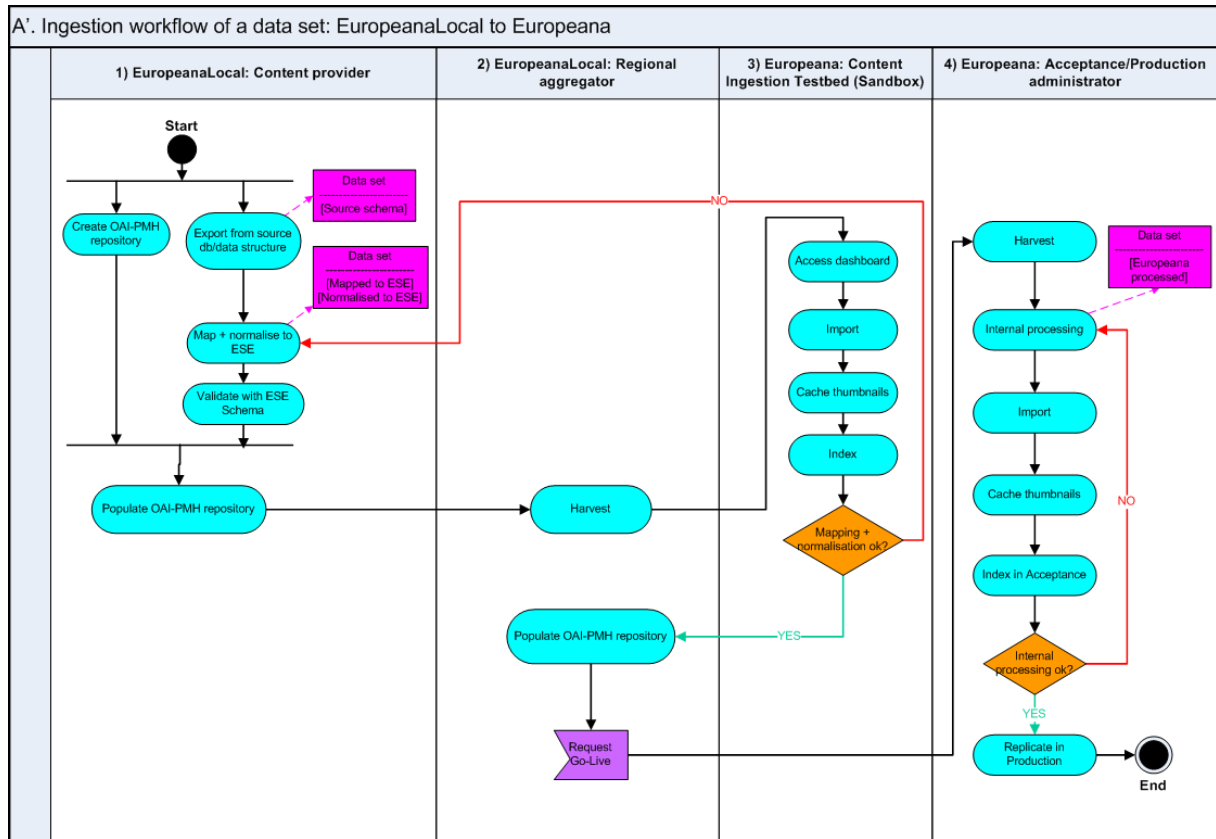 A'. Ingestion workflow of a data set: EuropeanaLocal to Europeana
1) EuropeanaLocal: Content provider
2) EuropeanaLocal: Regional
aggregator
3) Europeana: Content
Ingestion Testbed (Sandbox)
4) Europeana: Acceptance/Production
administrator
Start
Create OAI-PMH
repository
Export from source
db/data structure
Data set
------------------------
[Source schema]
Data set
------------------------
[Mapped to ESE]
[Normalised to ESE]
Map + normalise to
ESE
Validate with ESE
Schema
Populate OAI-PMH repository
Harvest
Populate OAI-PMH repository
Request
Go-Live
NO
Access dashboard
Import
Cache thumbnails
Index
Mapping +
normalisation ok?
YES
Harvest
Data set
------------------------
[Europeana
processed]
Internal processing
Import
Cache thumbnails
NO
Index in Acceptance
Internal
processing ok?
YES
Replicate in
Production
End